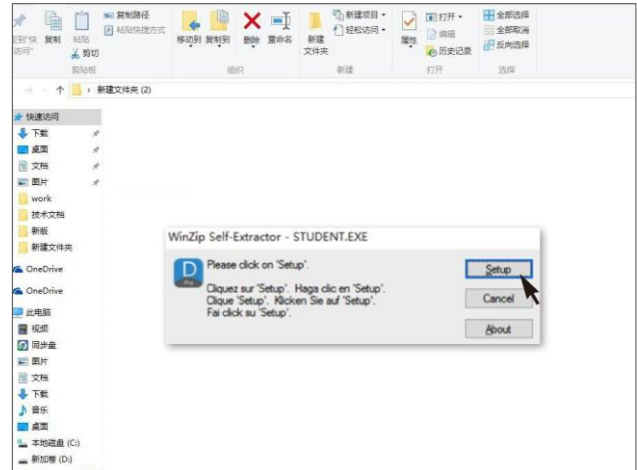 复制路径
粘贴快捷方式
复制
粘贴
剪切
剪贴板
移动到
复制到
删除
重命名
组织
新建项目
轻松访问
新建
文件夹
新建
属性
打开
编辑
历史记录
打开
全部选择
全部取消
反向选择
选择
新建文件夹 (2)
快速访问
下载
桌面
文档
图片
work
技术文档
新版
新建文件夹
OneDrive
OneDrive
此电脑
视频
同步盘
图片
文档
下载
音乐
桌面
本地磁盘 (C:)
新加卷 (D:)
WinZip Self-Extractor - STUDENT.EXE
D
Pro
Please click on 'Setup'.
Cliquez sur 'Setup'. Haga clic en 'Setup'.
Clique 'Setup'. Klicken Sie auf 'Setup'.
Fai click su 'Setup'.
Setup
Cancel
About